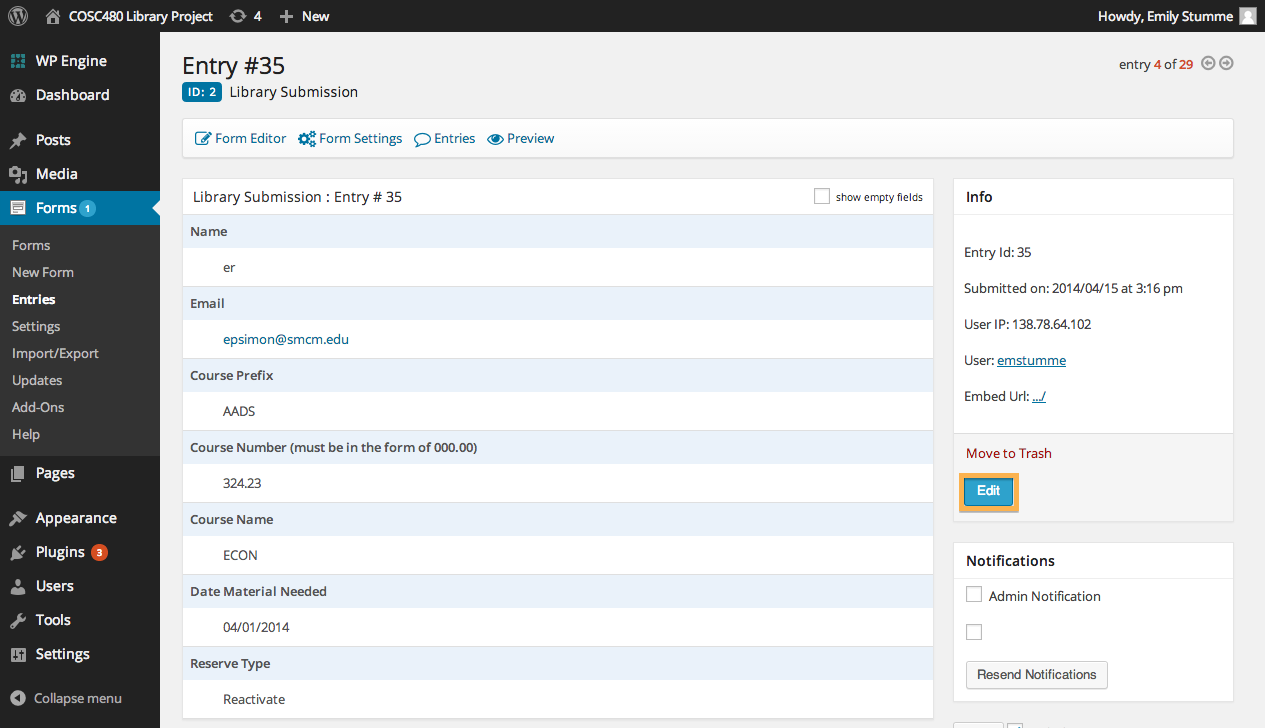 COSC480 Library Project 4 New Howdy, Emily Stumme
WP Engine
Dashboard
Posts
Media
Forms 1
Forms
New Form
Entries
Settings
Import/Export
Updates
Add-Ons
Help
Pages
Appearance
Plugins 3
Users
Tools
Settings
Collapse menu
Entry #35
entry 4 of 29
ID: 2 Library Submission
Form Editor Form Settings Entries Preview
Library Submission : Entry # 35 show empty fields
Name
er
Email
epsimon@smcm.edu
Course Prefix
AADS
Course Number (must be in the form of 000.00)
324.23
Course Name
ECON
Date Material Needed
04/01/2014
Reserve Type
Reactivate
Info
Entry Id: 35
Submitted on: 2014/04/15 at 3:16 pm
User IP: 138.78.64.102
User: emstumme
Embed Url: .../
Move to Trash
Edit
Notifications
Admin Notification
Resend Notifications